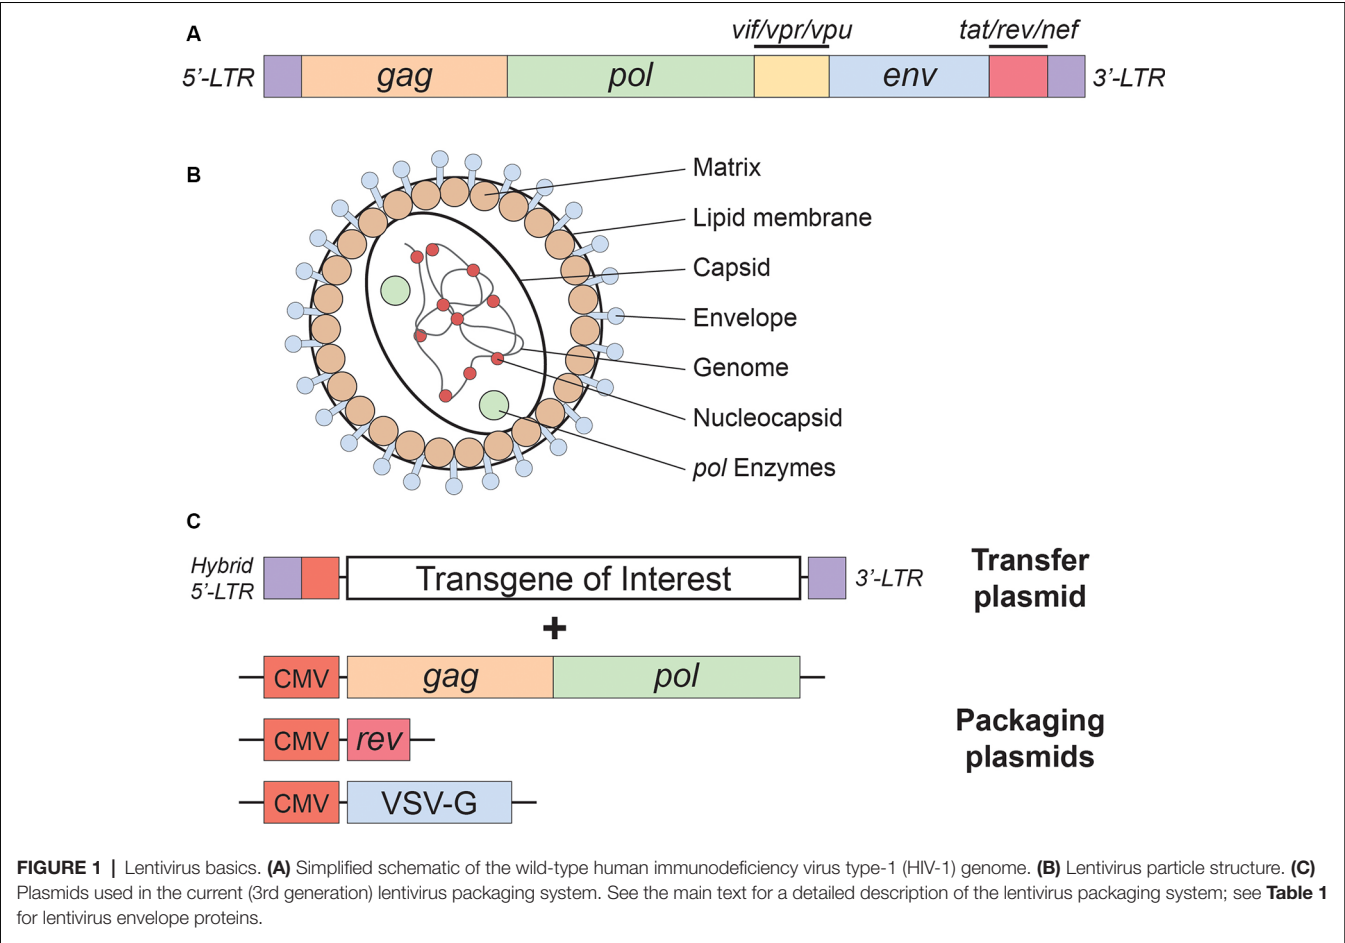 A
vif/vpr/vpu
tat/rev/nef
5’-LTR
gag
pol
env
3’-LTR
B
Matrix
Lipid membrane
Capsid
Envelope
Genome
Nucleocapsid
pol Enzymes
C
Hybrid
5’-LTR
Transgene of Interest
3’-LTR
Transfer
plasmid
+
CMV
gag
pol
CMV
rev
Packaging
plasmids
CMV
VSV-G
FIGURE 1 | Lentivirus basics. (A) Simplified schematic of the wild-type human immunodeficiency virus type-1 (HIV-1) genome. (B) Lentivirus particle structure. (C)
Plasmids used in the current (3rd generation) lentivirus packaging system. See the main text for a detailed description of the lentivirus packaging system; see Table 1
for lentivirus envelope proteins.